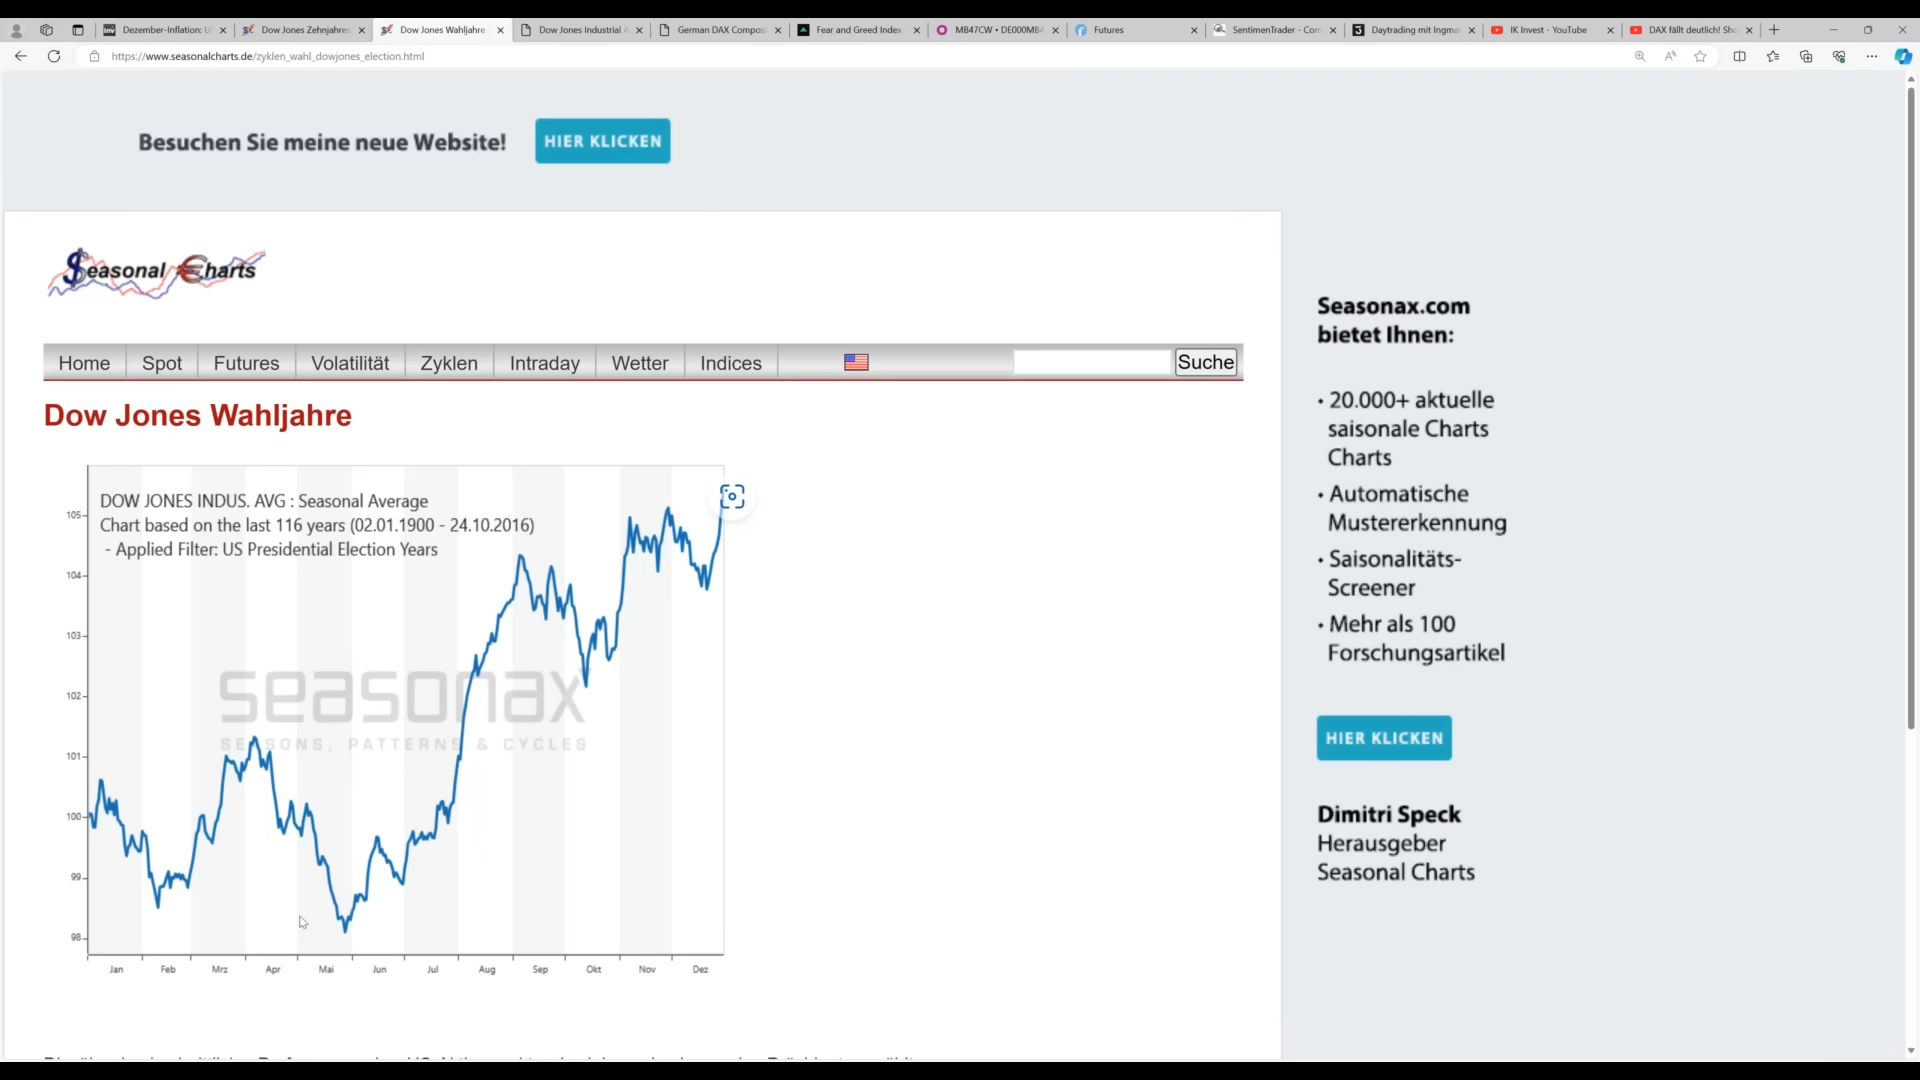 Dezember-Inflation: U
Dow Jones Zehnjahres
Dow Jones Wahljahre
Dow Jones Industrial A
German DAX Compos
Fear and Greed Index
MB47CW • DE000MB4
Futures
SentimenTrader - Con
Daytrading mit Ingma
IK Invest - YouTube
DAX fällt deutlich! Sho
https://www.seasonalcharts.de/zyklen_wahl_dowjones_election.html
Besuchen Sie meine neue Website!
HIER KLICKEN
$easonal €harts
Home Spot Futures Volatilität Zyklen Intraday Wetter Indices Suche
Dow Jones Wahljahre
DOW JONES INDUS. AVG : Seasonal Average
Chart based on the last 116 years (02.01.1900 - 24.10.2016)
- Applied Filter: US Presidential Election Years
105
104
103
102
101
100
99
98
seasonax
SEASONS, PATTERNS & CYCLES
Jan Feb Mrz Apr Mai Jun Jul Aug Sep Okt Nov Dez
Seasonax.com
bietet Ihnen:
• 20.000+ aktuelle
saisonale Charts
Charts
• Automatische
Mustererkennung
• Saisonalitäts-
Screener
• Mehr als 100
Forschungsartikel
HIER KLICKEN
Dimitri Speck
Herausgeber
Seasonal Charts